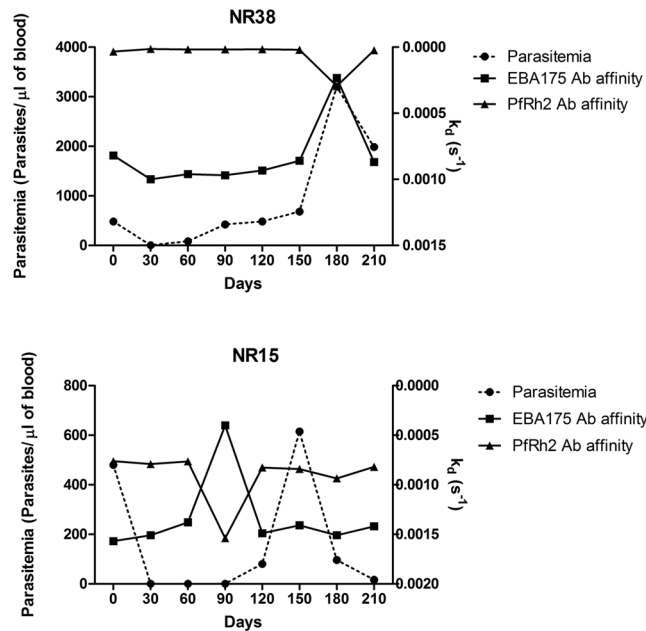 NR38
Parasitemia (Parasites/ μl of blood)
4000
3000
2000
1000
0
0.0000
0.0005
0.0010
0.0015
k_d (s⁻¹)
0 30 60 90 120 150 180 210
Days
Parasitemia
EBA175 Ab affinity
PfRh2 Ab affinity
NR15
Parasitemia (Parasites/ μl of blood)
800
600
400
200
0
0.0000
0.0005
0.0010
0.0015
0.0020
k_d (s⁻¹)
0 30 60 90 120 150 180 210
Days
Parasitemia
EBA175 Ab affinity
PfRh2 Ab affinity